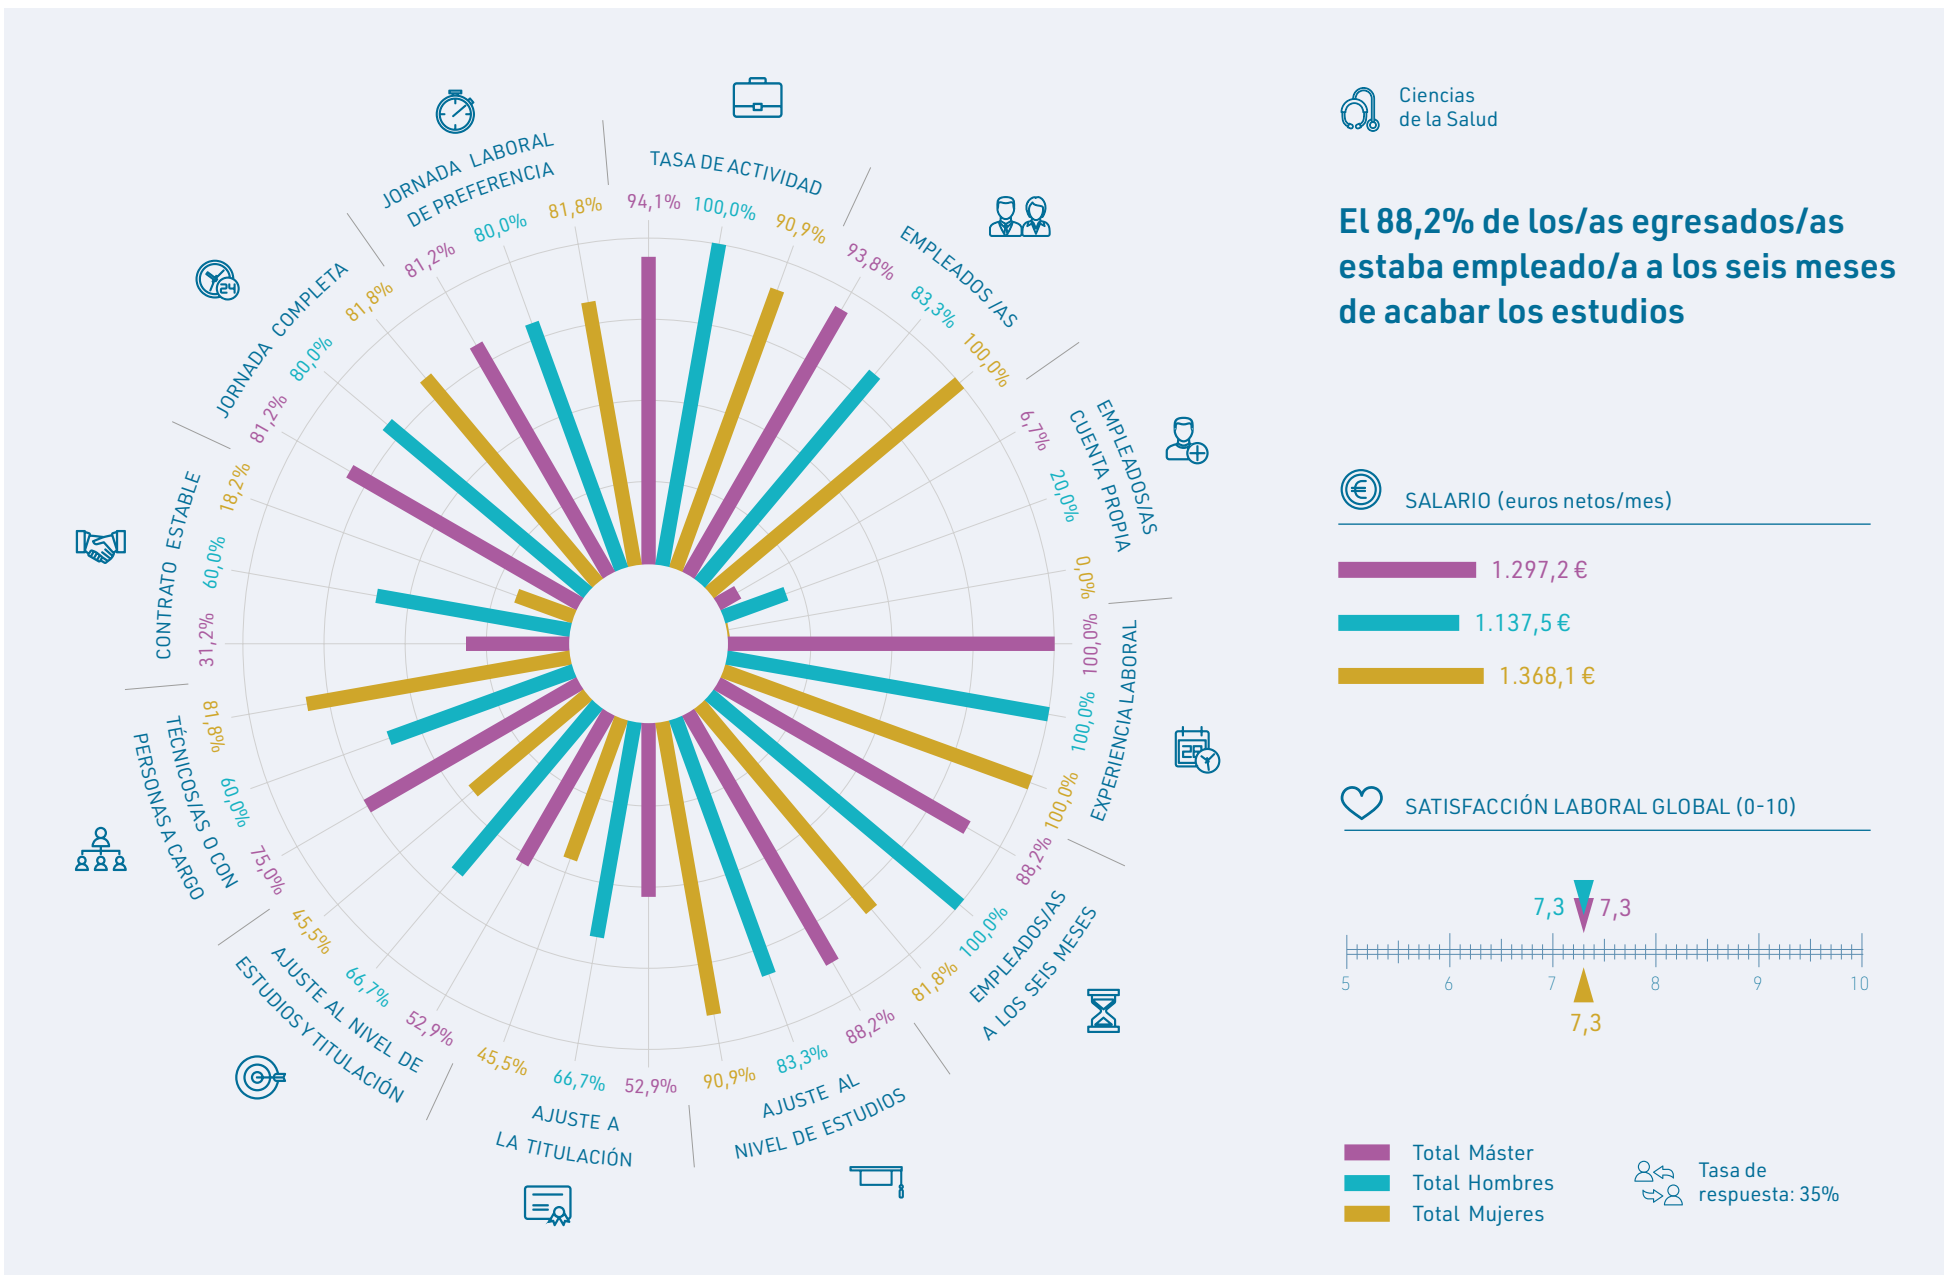 JORNADA LABORAL
DE PREFERENCIA
81,2%
80,0%
81,8%
TASA DE ACTIVIDAD
94,1%
100,0%
90,9%
EMPLEADOS /AS
93,8%
83,3%
100,0%
EMPLEADOS/AS
CUENTA PROPIA
6,7%
20,0%
0,0%
EXPERIENCIA LABORAL
100,0%
100,0%
100,0%
EMPLEADOS/AS
A LOS SEIS MESES
88,2%
100,0%
81,8%
AJUSTE AL
NIVEL DE ESTUDIOS
88,2%
83,3%
90,9%
AJUSTE A
LA TITULACIÓN
52,9%
66,7%
45,5%
AJUSTE AL NIVEL DE
ESTUDIOS Y TITULACIÓN
52,9%
66,7%
45,5%
TÉCNICOS/AS O CON
PERSONAS A CARGO
75,0%
60,0%
81,8%
CONTRATO ESTABLE
31,2%
60,0%
18,2%
JORNADA COMPLETA
81,2%
80,0%
81,8%
24
Ciencias
de la Salud
El 88,2% de los/as egresados/as
estaba empleado/a a los seis meses
de acabar los estudios
€
SALARIO (euros netos/mes)
1.297,2 €
1.137,5 €
1.368,1 €
SATISFACCIÓN LABORAL GLOBAL (0-10)
7,3 7,3
5 6 7 8 9 10
7,3
Total Máster
Total Hombres
Total Mujeres
Tasa de
respuesta: 35%